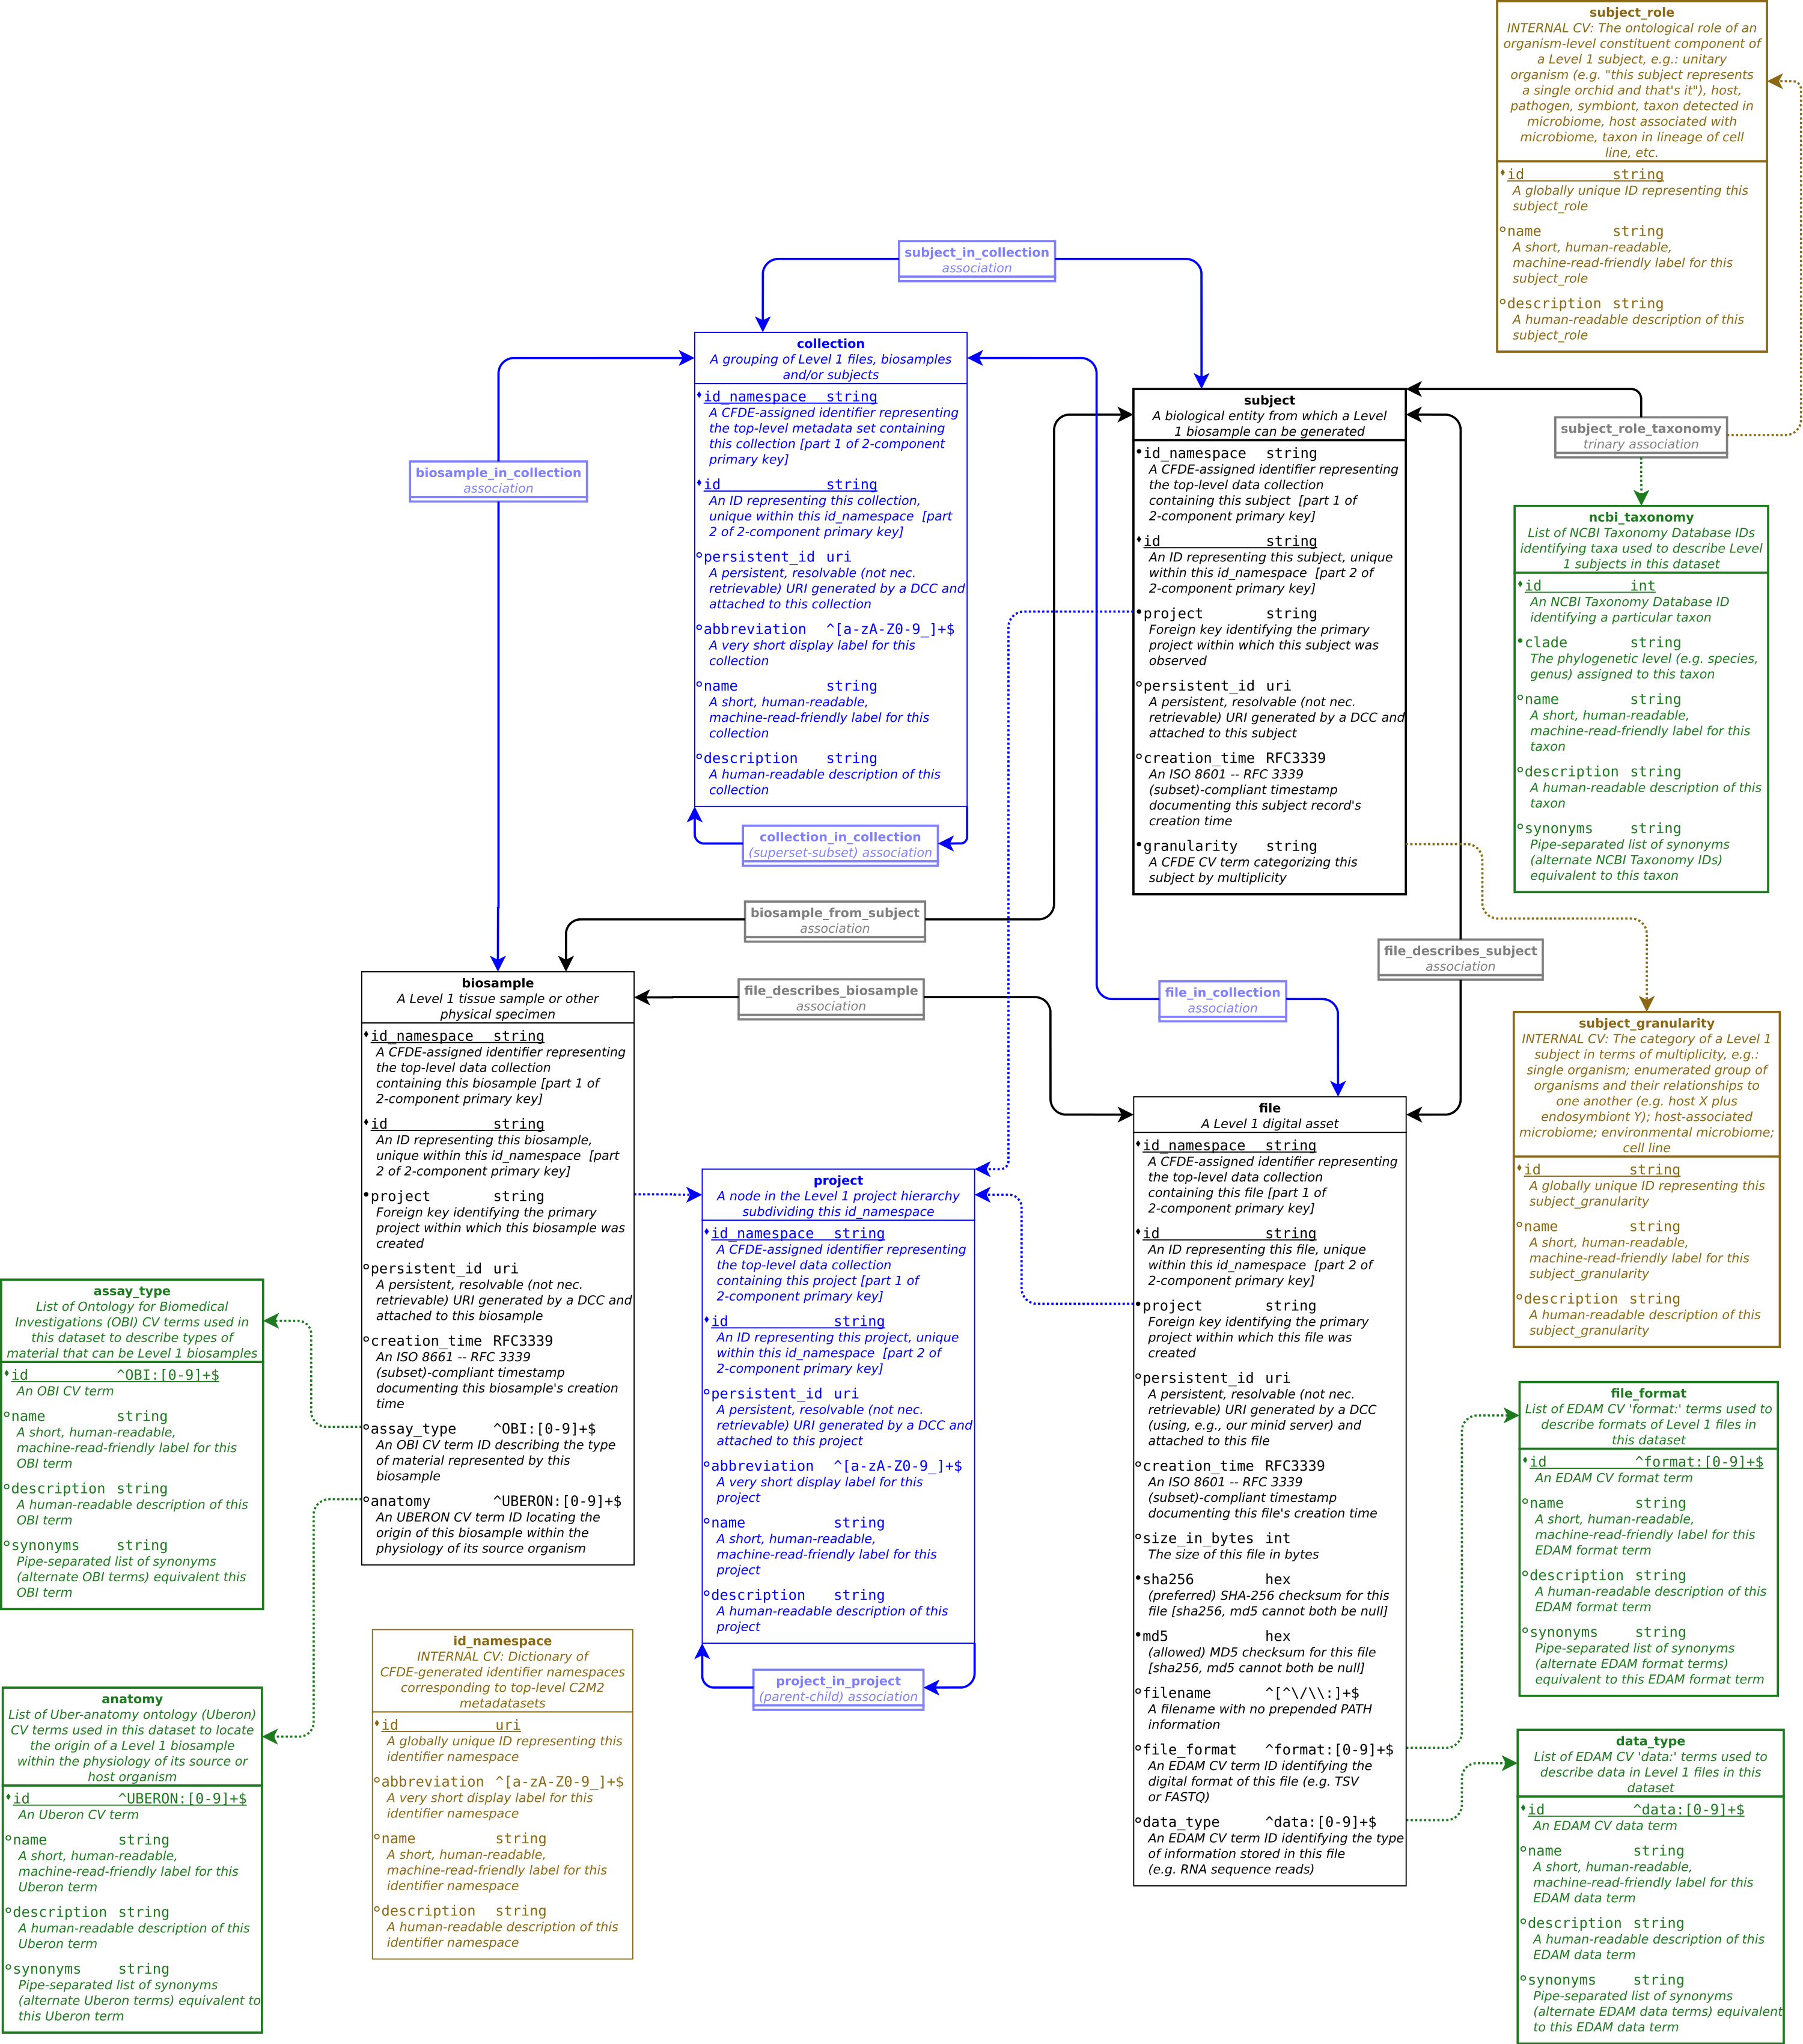 subject_role
INTERNAL CV: The ontological role of an
organism-level constituent component of
a Level 1 subject, e.g.: unitary
organism (e.g. "this subject represents
a single orchid and that's it"), host,
pathogen, symbiont, taxon detected in
microbiome, host associated with
microbiome, taxon in lineage of cell
line, etc.
id string
A globally unique ID representing this
subject_role
name string
A short, human-readable,
machine-read-friendly label for this
subject_role
description string
A human-readable description of this
subject_role
subject_in_collection
association
collection
A grouping of Level 1 files, biosamples
and/or subjects
id_namespace string
A CFDE-assigned identifier representing
the top-level metadata set containing
this collection [part 1 of 2-component
primary key]
id string
An ID representing this collection,
unique within this id_namespace [part
2 of 2-component primary key]
persistent_id uri
A persistent, resolvable (not nec.
retrievable) URI generated by a DCC and
attached to this collection
abbreviation ^[a-zA-Z0-9_]+$
A very short display label for this
collection
name string
A short, human-readable,
machine-read-friendly label for this
collection
description string
A human-readable description of this
collection
collection_in_collection
(superset-subset) association
biosample_in_collection
association
subject
A biological entity from which a Level
1 biosample can be generated
id_namespace string
A CFDE-assigned identifier representing
the top-level data collection
containing this subject [part 1 of
2-component primary key]
id string
An ID representing this subject, unique
within this id_namespace [part 2 of
2-component primary key]
project string
Foreign key identifying the primary
project within which this subject was
observed
persistent_id uri
A persistent, resolvable (not nec.
retrievable) URI generated by a DCC and
attached to this subject
creation_time RFC3339
An ISO 8601 -- RFC 3339
(subset)-compliant timestamp
documenting this subject record's
creation time
granularity string
A CFDE CV term categorizing this
subject by multiplicity
subject_role_taxonomy
trinary association
ncbi_taxonomy
List of NCBI Taxonomy Database IDs
identifying taxa used to describe Level
1 subjects in this dataset
id int
An NCBI Taxonomy Database ID
identifying a particular taxon
clade string
The phylogenetic level (e.g. species,
genus) assigned to this taxon
name string
A short, human-readable,
machine-read-friendly label for this
taxon
description string
A human-readable description of this
taxon
synonyms string
Pipe-separated list of synonyms
(alternate NCBI Taxonomy IDs)
equivalent to this taxon
biosample_from_subject
association
file_describes_biosample
association
file_in_collection
association
file_describes_subject
association
biosample
A Level 1 tissue sample or other
physical specimen
id_namespace string
A CFDE-assigned identifier representing
the top-level data collection
containing this biosample [part 1 of
2-component primary key]
id string
An ID representing this biosample,
unique within this id_namespace [part
2 of 2-component primary key]
project string
Foreign key identifying the primary
project within which this biosample was
created
persistent_id uri
A persistent, resolvable (not nec.
retrievable) URI generated by a DCC and
attached to this biosample
creation_time RFC3339
An ISO 8661 -- RFC 3339
(subset)-compliant timestamp
documenting this biosample's creation
time
assay_type ^OBI:[0-9]+$
An OBI CV term ID describing the type
of material represented by this
biosample
anatomy ^UBERON:[0-9]+$
An UBERON CV term ID locating the
origin of this biosample within the
physiology of its source organism
subject_granularity
INTERNAL CV: The category of a Level 1
subject in terms of multiplicity, e.g.:
single organism; enumerated group of
organisms and their relationships to
one another (e.g. host X plus
endosymbiont Y); host-associated
microbiome; environmental microbiome;
cell line
id string
A globally unique ID representing this
subject_granularity
name string
A short, human-readable,
machine-read-friendly label for this
subject_granularity
description string
A human-readable description of this
subject_granularity
file
A Level 1 digital asset
id_namespace string
A CFDE-assigned identifier representing
the top-level data collection
containing this file [part 1 of
2-component primary key]
id string
An ID representing this file, unique
within this id_namespace [part 2 of
2-component primary key]
project string
Foreign key identifying the primary
project within which this file was
created
persistent_id uri
A persistent, resolvable (not nec.
retrievable) URI generated by a DCC
(using, e.g., our minid server) and
attached to this file
creation_time RFC3339
An ISO 8601 -- RFC 3339
(subset)-compliant timestamp
documenting this file's creation time
size_in_bytes int
The size of this file in bytes
sha256 hex
(preferred) SHA-256 checksum for this
file [sha256, md5 cannot both be null]
md5 hex
(allowed) MD5 checksum for this file
[sha256, md5 cannot both be null]
filename ^[^\/\\:]+$
A filename with no prepended PATH
information
file_format ^format:[0-9]+$
An EDAM CV term ID identifying the
digital format of this file (e.g. TSV
or FASTQ)
data_type ^data:[0-9]+$
An EDAM CV term ID identifying the type
of information stored in this file
(e.g. RNA sequence reads)
project
A node in the Level 1 project hierarchy
subdividing this id_namespace
id_namespace string
A CFDE-assigned identifier representing
the top-level data collection
containing this project [part 1 of
2-component primary key]
id string
An ID representing this project, unique
within this id_namespace [part 2 of
2-component primary key]
persistent_id uri
A persistent, resolvable (not nec.
retrievable) URI generated by a DCC and
attached to this project
abbreviation ^[a-zA-Z0-9_]+$
A very short display label for this
project
name string
A short, human-readable,
machine-read-friendly label for this
project
description string
A human-readable description of this
project
project_in_project
(parent-child) association
assay_type
List of Ontology for Biomedical
Investigations (OBI) CV terms used in
this dataset to describe types of
material that can be Level 1 biosamples
id ^OBI:[0-9]+$
An OBI CV term
name string
A short, human-readable,
machine-read-friendly label for this
OBI term
description string
A human-readable description of this
OBI term
synonyms string
Pipe-separated list of synonyms
(alternate OBI terms) equivalent this
OBI term
file_format
List of EDAM CV 'format:' terms used to
describe formats of Level 1 files in
this dataset
id ^format:[0-9]+$
An EDAM CV format term
name string
A short, human-readable,
machine-read-friendly label for this
EDAM format term
description string
A human-readable description of this
EDAM format term
synonyms string
Pipe-separated list of synonyms
(alternate EDAM format terms)
equivalent to this EDAM format term
id_namespace
INTERNAL CV: Dictionary of
CFDE-generated identifier namespaces
corresponding to top-level C2M2
metadatasets
id uri
A globally unique ID representing this
identifier namespace
abbreviation ^[a-zA-Z0-9_]+$
A very short display label for this
identifier namespace
name string
A short, human-readable,
machine-read-friendly label for this
identifier namespace
description string
A human-readable description of this
identifier namespace
anatomy
List of Uber-anatomy ontology (Uberon)
CV terms used in this dataset to locate
the origin of a Level 1 biosample
within the physiology of its source or
host organism
id ^UBERON:[0-9]+$
An Uberon CV term
name string
A short, human-readable,
machine-read-friendly label for this
Uberon term
description string
A human-readable description of this
Uberon term
synonyms string
Pipe-separated list of synonyms
(alternate Uberon terms) equivalent to
this Uberon term
data_type
List of EDAM CV 'data:' terms used to
describe data in Level 1 files in this
dataset
id ^data:[0-9]+$
An EDAM CV data term
name string
A short, human-readable,
machine-read-friendly label for this
EDAM data term
description string
A human-readable description of this
EDAM data term
synonyms string
Pipe-separated list of synonyms
(alternate EDAM data terms) equivalent
to this EDAM data term